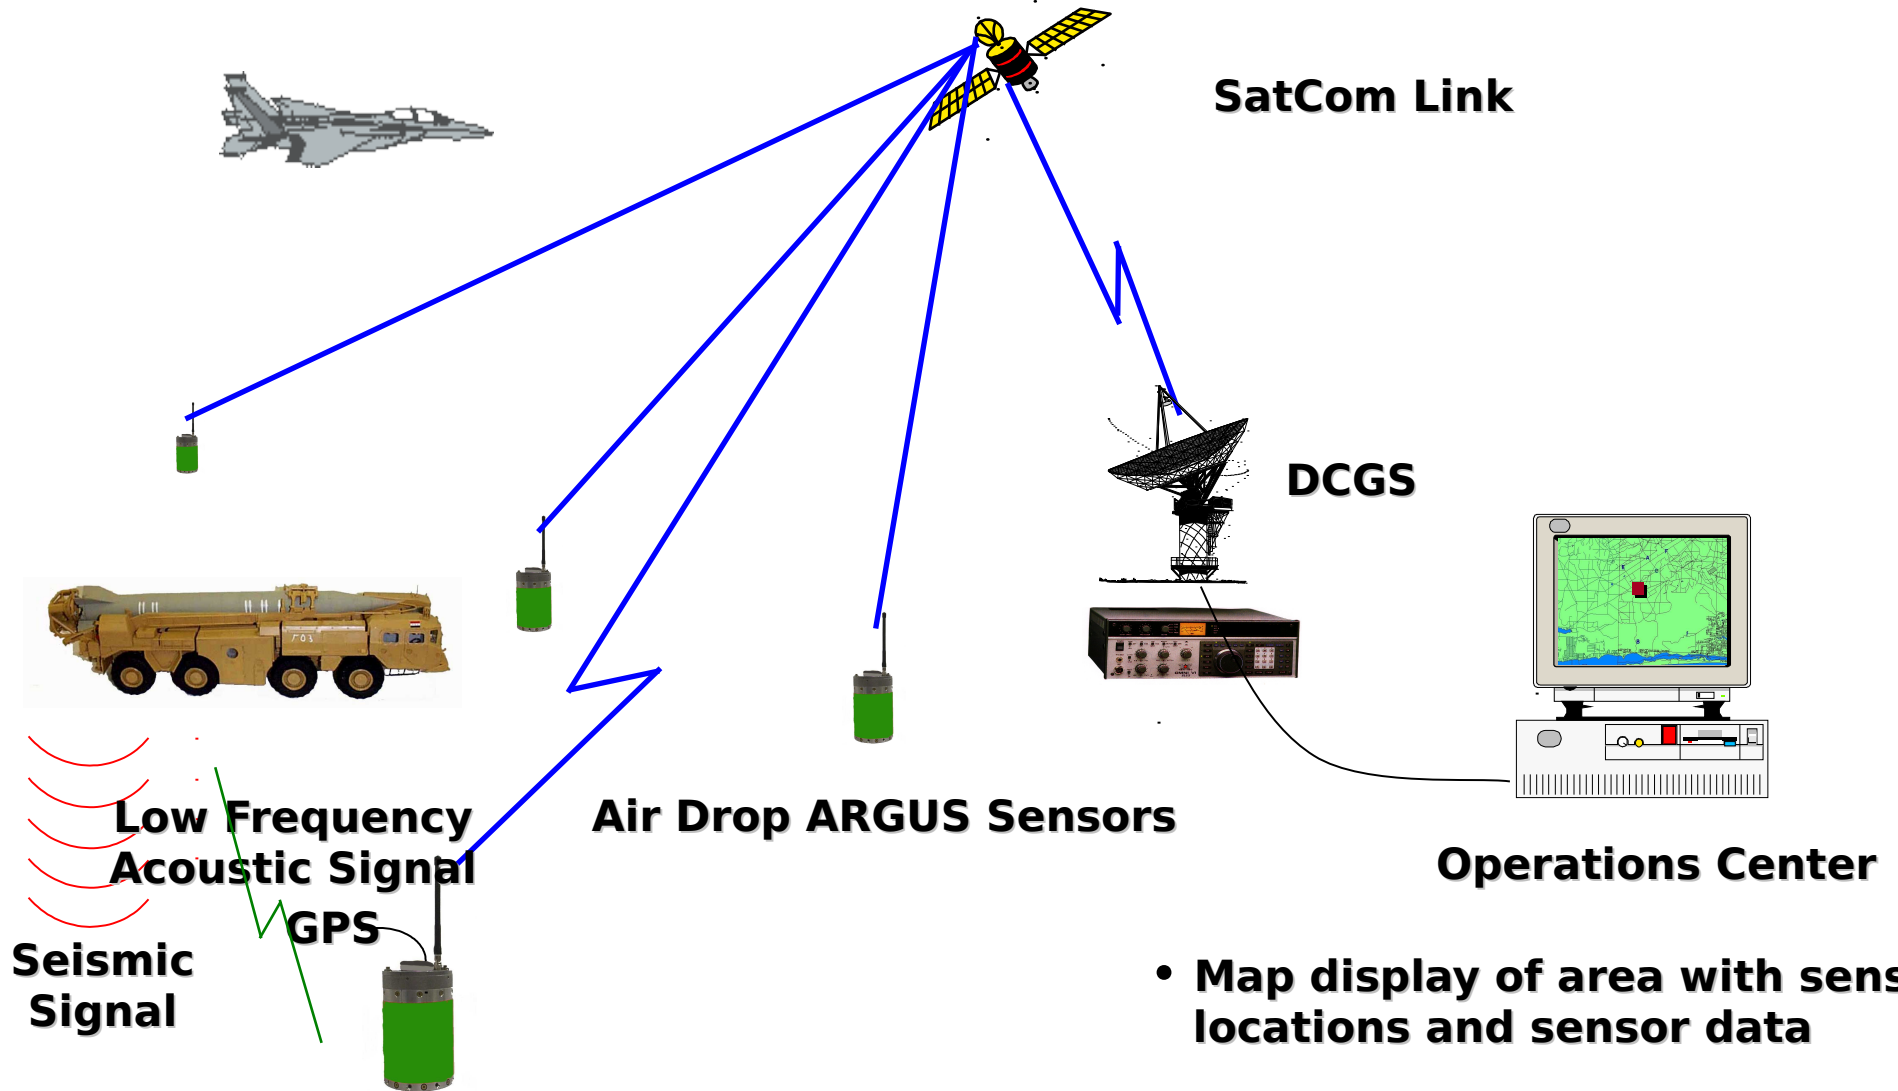 SatCom Link
DCGS
Low Frequency
Acoustic Signal
Air Drop ARGUS Sensors
Operations Center
GPS
Seismic
Signal
• Map display of area with sens
locations and sensor data